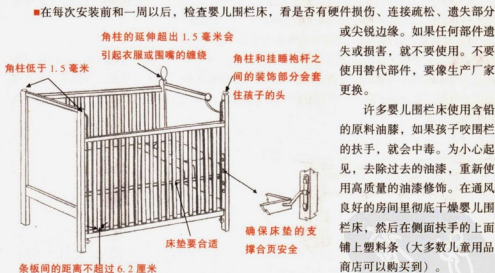 ■在每次安装前和一周以后，检查婴儿围栏床，看是否有硬件损伤、连接疏松、遗失部分
或尖锐边缘。如果任何部件遗
失或损害，就不要使用。不要
使用替代部件，要像生产厂家
更换。
许多婴儿围栏床使用含铅
的原料油膝，如果孩子咬围栏
的扶手，就会中毒。为小心起
见，去除过去的油漆，重新使
用高质量的油漆修饰。在通风
良好的房间里彻底干燥婴儿围
栏床，然后在侧面扶手的上面
铺上塑料条（大多数儿童用品
商店可以购买到）。
角柱的延伸超出 1.5 毫米会
引起衣服或围嘴的缠绕
角柱低于 1.5 毫米
角柱和挂睡袍杆之
间的装饰部分会套
住孩子的头
床垫要合适
确保床垫的支
撑合页安全
条板间的距离不超过 6.2 厘米